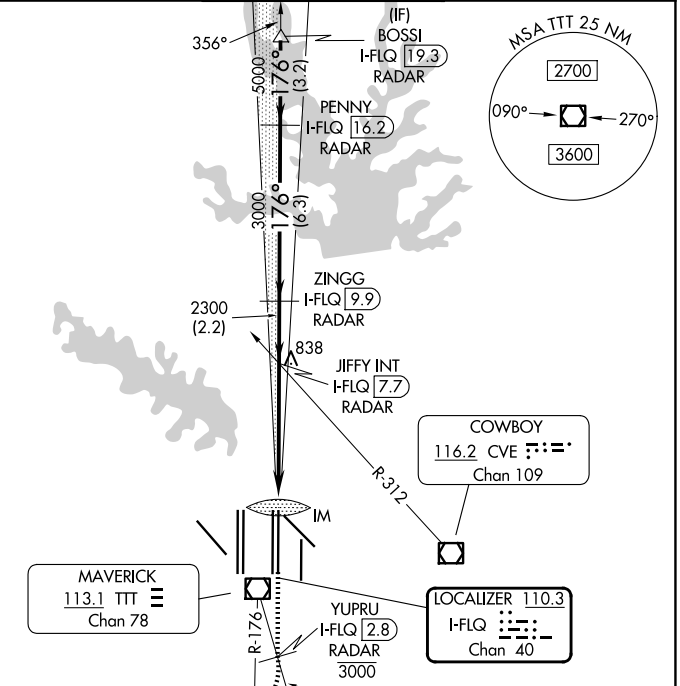 (IF)
BOSSI
I-FLQ 19.3
RADAR
356°
5000
176°
(3.2)
MSA TTT 25 NM
2700
090°
270°
3600
PENNY
I-FLQ 16.2
RADAR
3000
176°
(6.3)
ZINGG
I-FLQ 9.9
RADAR
2300
(2.2)
838
JIFFY INT
I-FLQ 7.7
RADAR
R-312
COWBOY
116.2 CVE
Chan 109
IM
MAVERICK
113.1 TTT
Chan 78
R-176
YUPRU
I-FLQ 2.8
RADAR
3000
LOCALIZER 110.3
I-FLQ
Chan 40